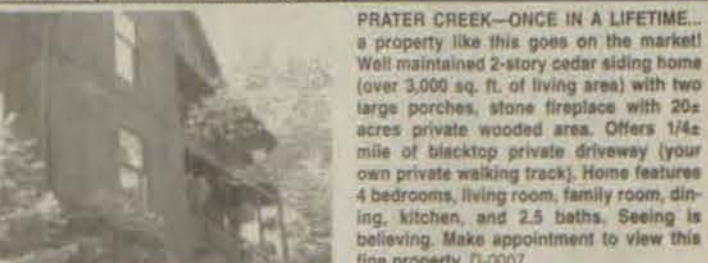 PRATER CREEK—ONCE IN A LIFETIME...
a property like this goes on the market!
Well maintained 2-story cedar siding home
(over 3,000 sq. ft. of living area) with two
large porches, stone fireplace with 20±
acres private wooded area. Offers 1/4±
mile of blacktop private driveway (your
own private walking track). Home features
4 bedrooms, living room, family room, din-
ing, kitchen, and 2.5 baths. Seeing is
believing. Make appointment to view this
fine property. D-0007